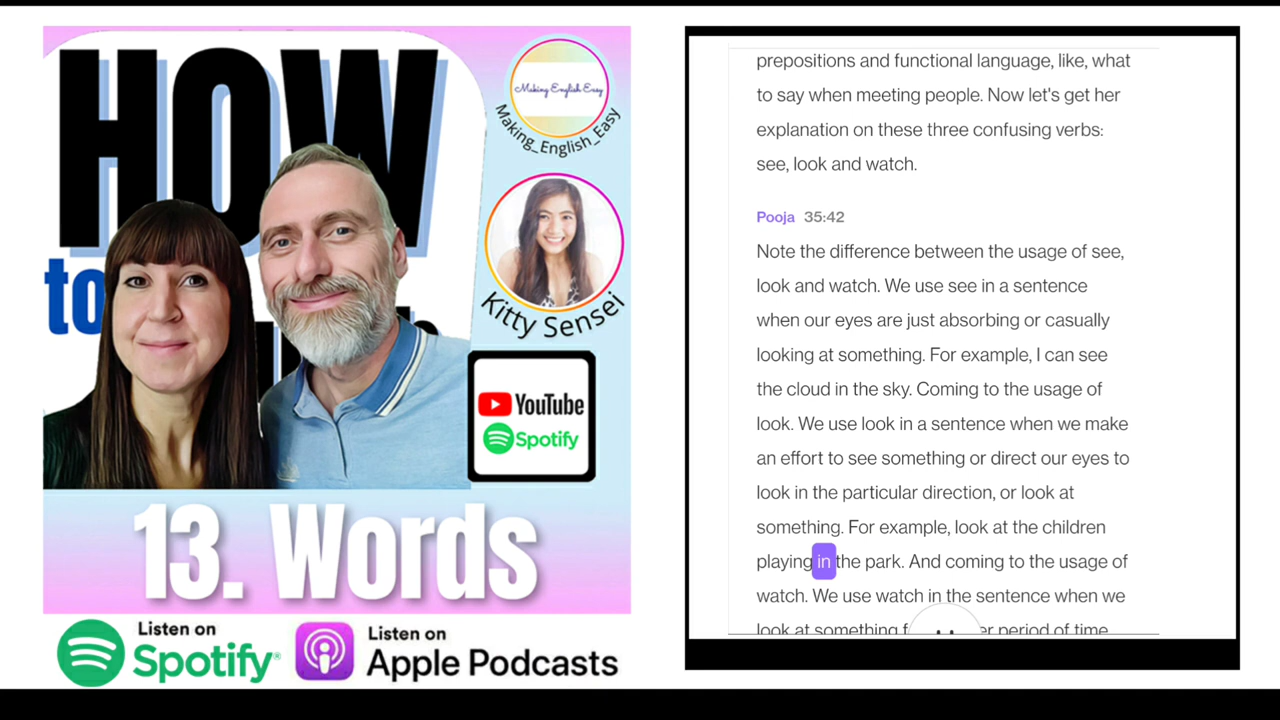 HOW
to
Making English Easy
Making_English_Easy
Kitty Sensei
YouTube
Spotify
13. Words
Listen on
Spotify
Listen on
Apple Podcasts
prepositions and functional language, like, what
to say when meeting people. Now let's get her
explanation on these three confusing verbs:
see, look and watch.
Pooja 35:42
Note the difference between the usage of see,
look and watch. We use see in a sentence
when our eyes are just absorbing or casually
looking at something. For example, I can see
the cloud in the sky. Coming to the usage of
look. We use look in a sentence when we make
an effort to see something or direct our eyes to
look in the particular direction, or look at
something. For example, look at the children
playing in the park. And coming to the usage of
watch. We use watch in the sentence when we
look at something period of time